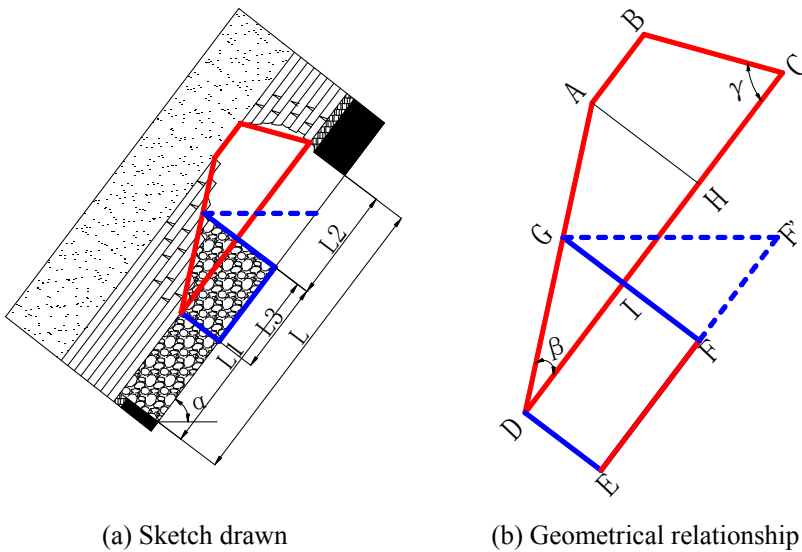 L2
L3
L
L1
α
B
C
γ
A
H
G
F'
I
β
F
D
E
(a) Sketch drawn
(b) Geometrical relationship